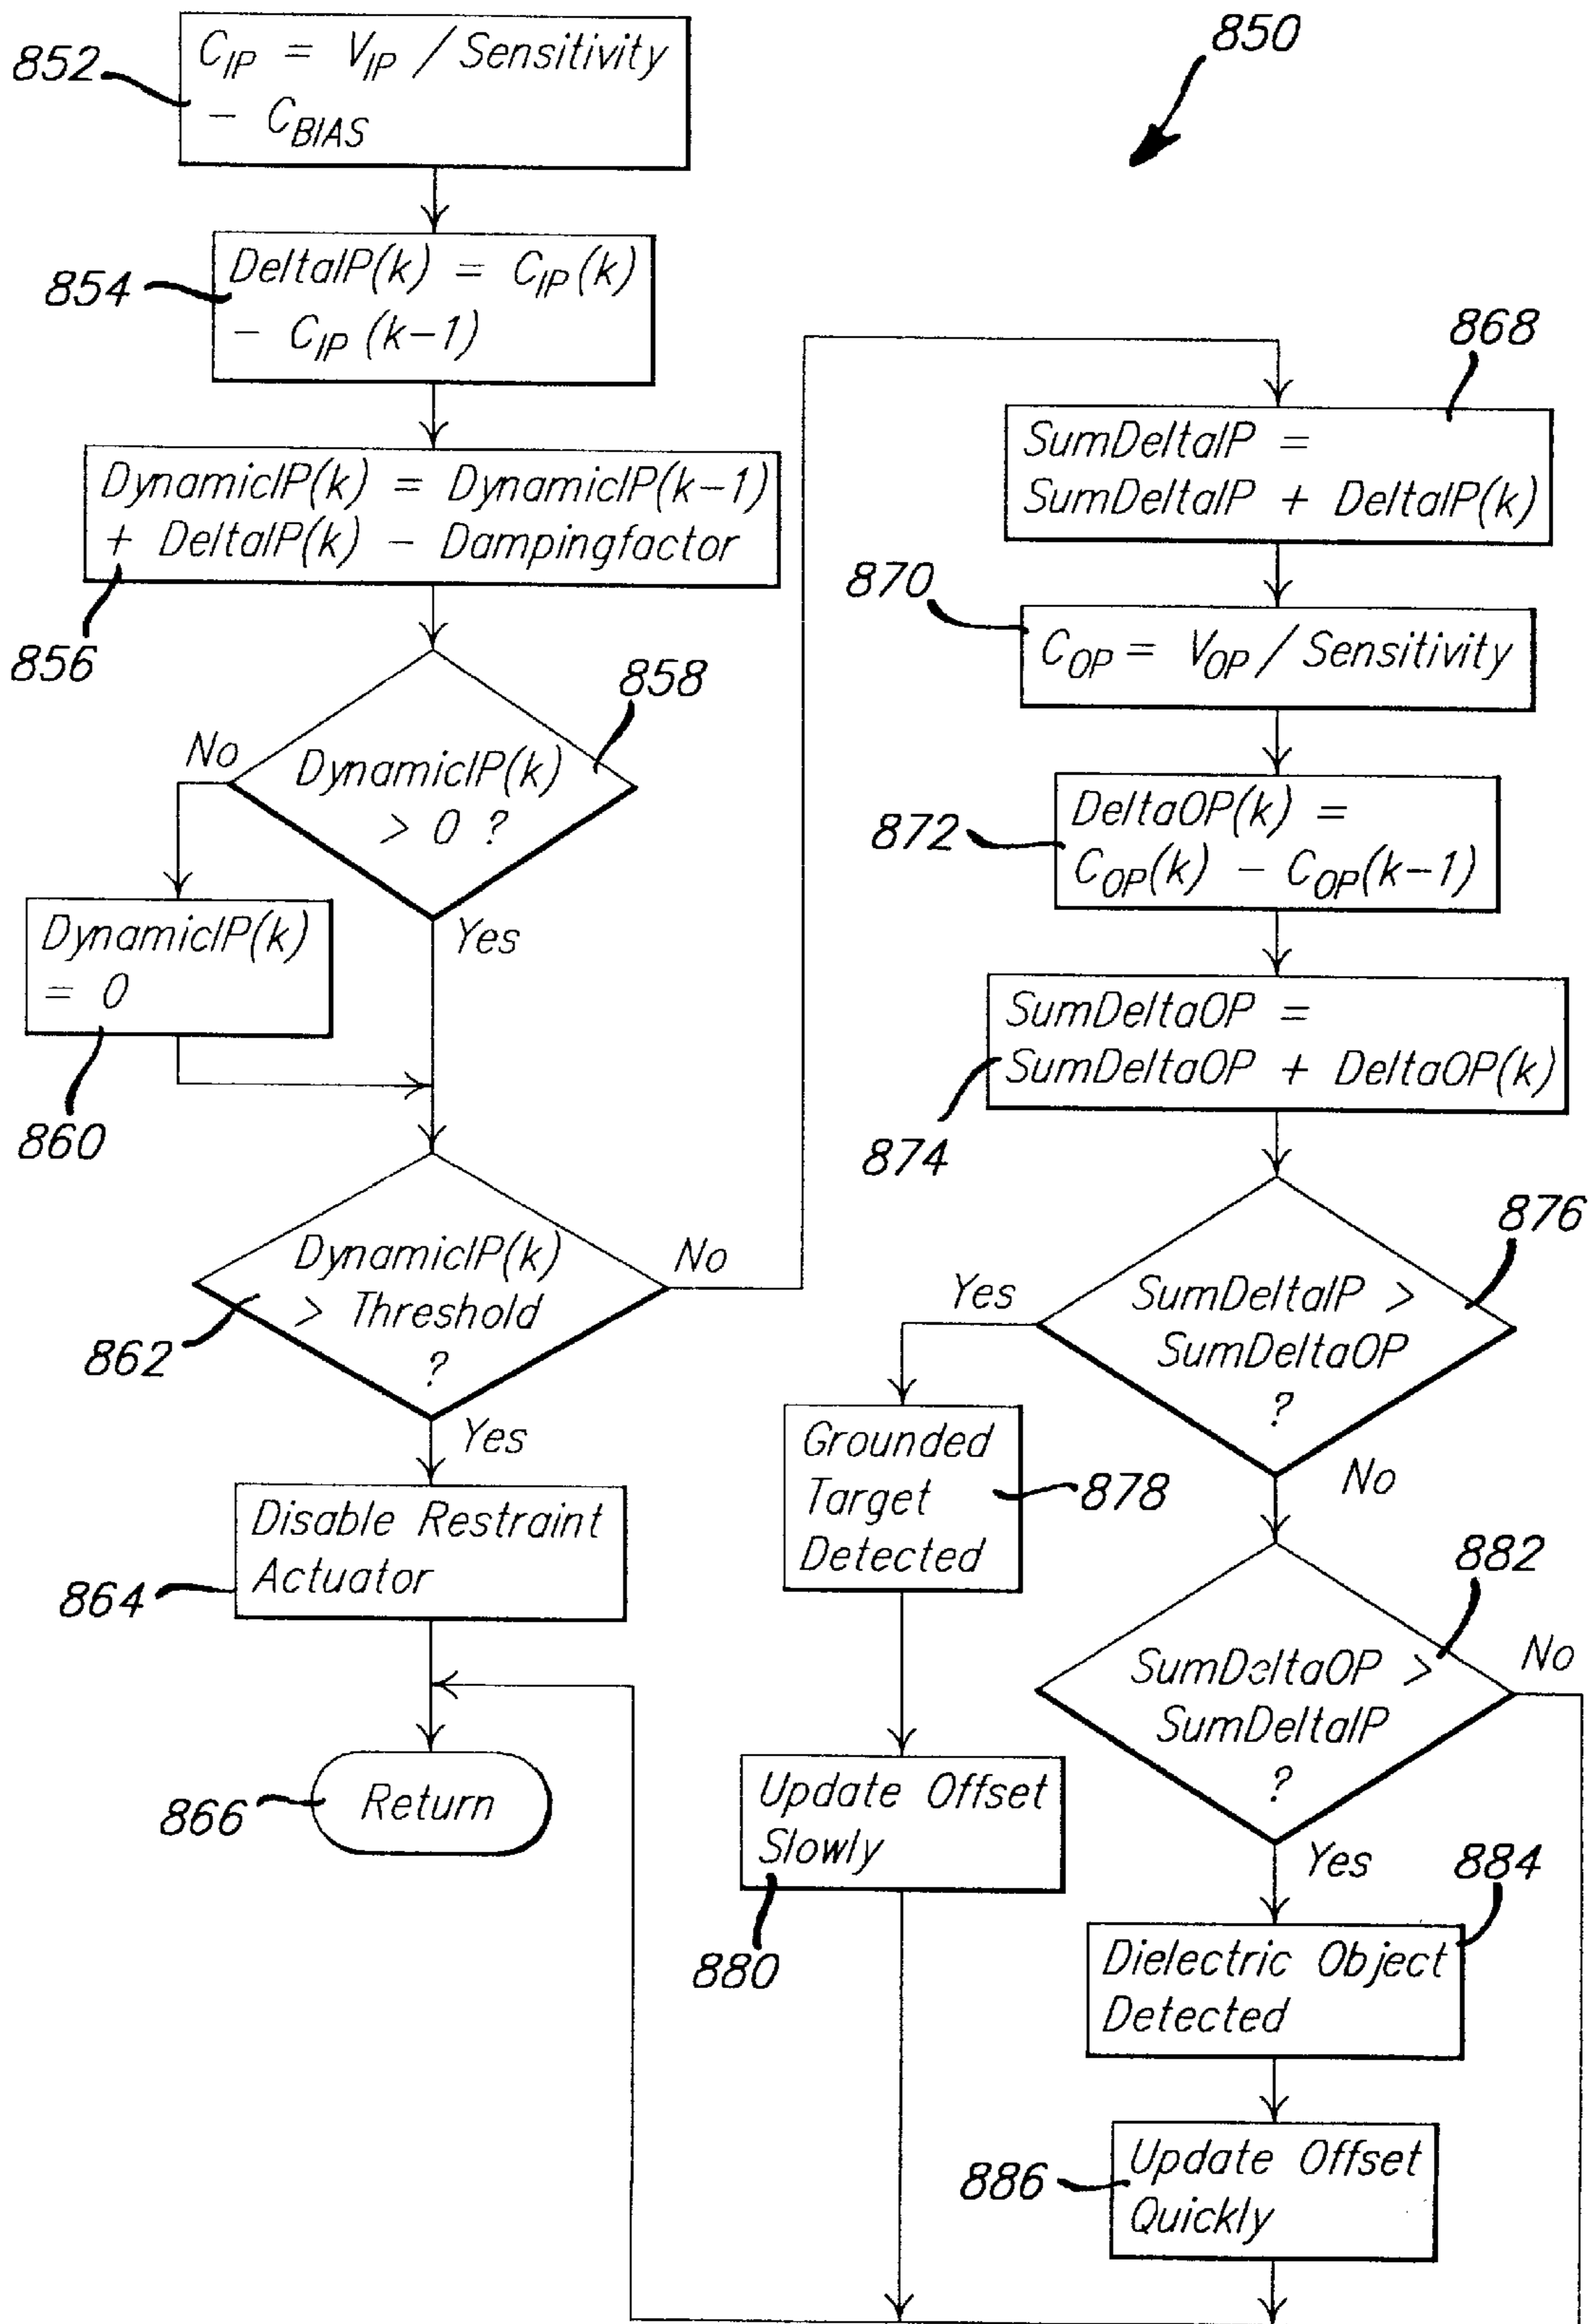 850
852
C_IP = V_IP / Sensitivity
- C_BIAS
854
DeltaIP(k) = C_IP(k)
- C_IP(k-1)
856
DynamicIP(k) = DynamicIP(k-1)
+ DeltaIP(k) - Dampingfactor
858
DynamicIP(k)
> 0 ?
No
Yes
DynamicIP(k)
= 0
860
862
DynamicIP(k)
> Threshold
?
No
Yes
864
Disable Restraint
Actuator
866
Return
868
SumDeltaIP =
SumDeltaIP + DeltaIP(k)
870
C_OP = V_OP / Sensitivity
872
DeltaOP(k) =
C_OP(k) - C_OP(k-1)
874
SumDeltaOP =
SumDeltaOP + DeltaOP(k)
876
SumDeltaIP >
SumDeltaOP
?
Yes
No
Grounded
Target
Detected
878
Update Offset
Slowly
880
882
SumDeltaOP >
SumDeltaIP
?
No
Yes
884
Dielectric Object
Detected
886
Update Offset
Quickly